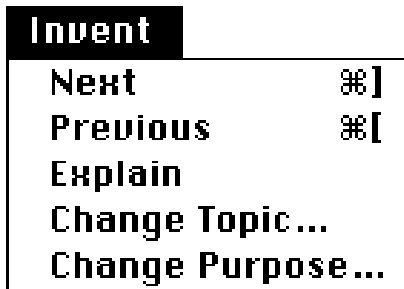 Invent
Next ⌘]
Previous ⌘[
Explain
Change Topic...
Change Purpose...